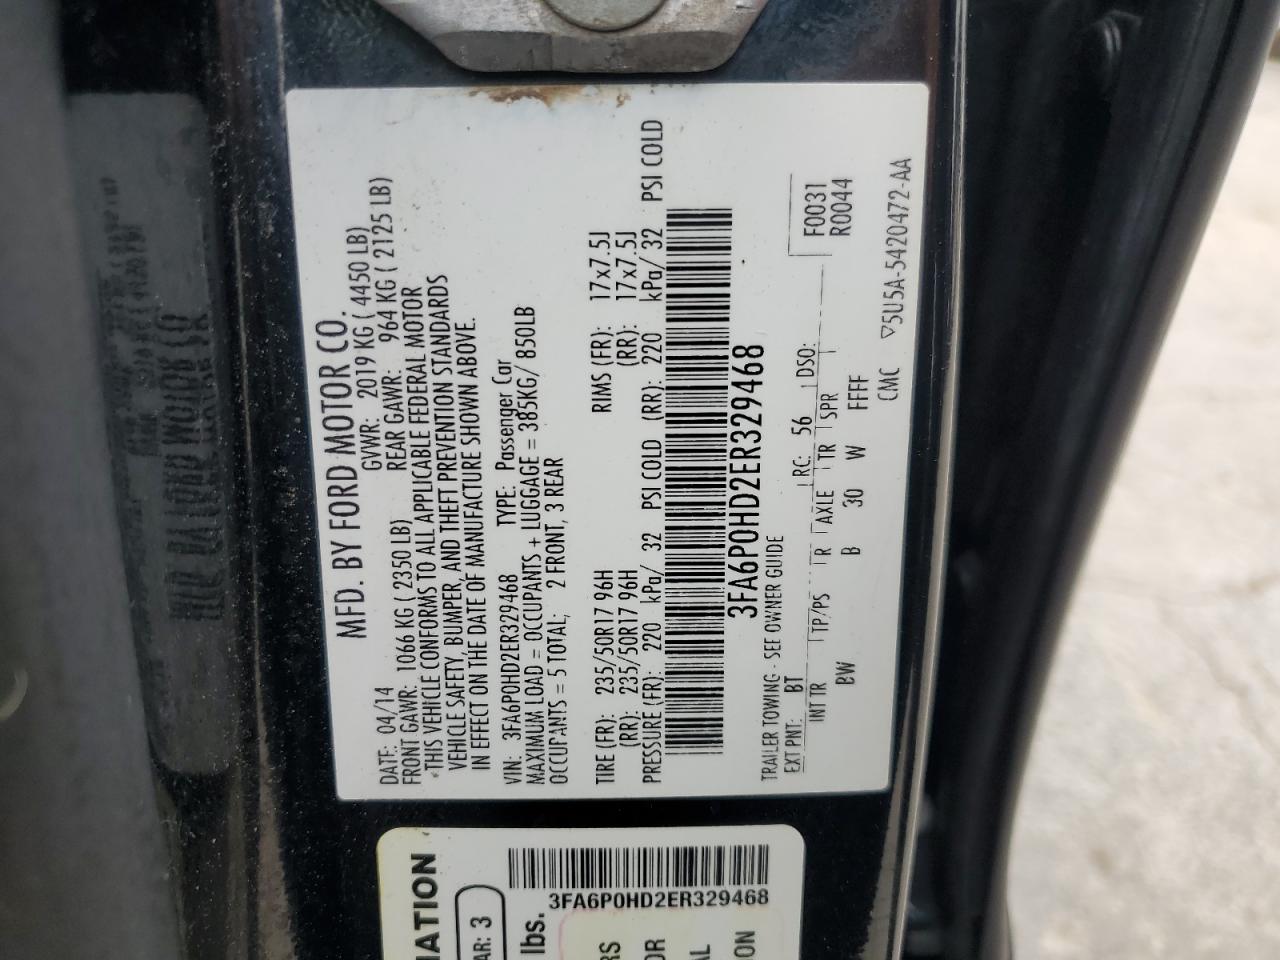 MFD. BY FORD MOTOR CO.
DATE: 04/14 GVWR: 2019 KG ( 4450 LB)
FRONT GAWR: 1066 KG ( 2350 LB) REAR GAWR: 964 KG ( 2125 LB)
THIS VEHICLE CONFORMS TO ALL APPLICABLE FEDERAL MOTOR
VEHICLE SAFETY, BUMPER, AND THEFT PREVENTION STANDARDS
IN EFFECT ON THE DATE OF MANUFACTURE SHOWN ABOVE.
VIN: 3FA6P0HD2ER329468 TYPE: Passenger Car
MAXIMUM LOAD = OCCUPANTS + LUGGAGE = 385KG/ 850LB
OCCUPANTS = 5 TOTAL; 2 FRONT, 3 REAR
TIRE (FR): 235/50R17 96H RIMS (FR): 17x7.5J
(RR): 235/50R17 96H (RR): 17x7.5J
PRESSURE (FR): 220 kPa/ 32 PSI COLD (RR): 220 kPa/ 32 PSI COLD
3FA6P0HD2ER329468
TRAILER TOWING - SEE OWNER GUIDE
F0031
EXT PNT: BT RC: 56 DSO: R0044
INT TR TP/PS R AXLE TR SPR
BW B 30 W FFFF
CMC ▽5U5A-5420472-AA
3FA6P0HD2ER329468
MATION
AR: 3
lbs.
RS
OR
AL
ON